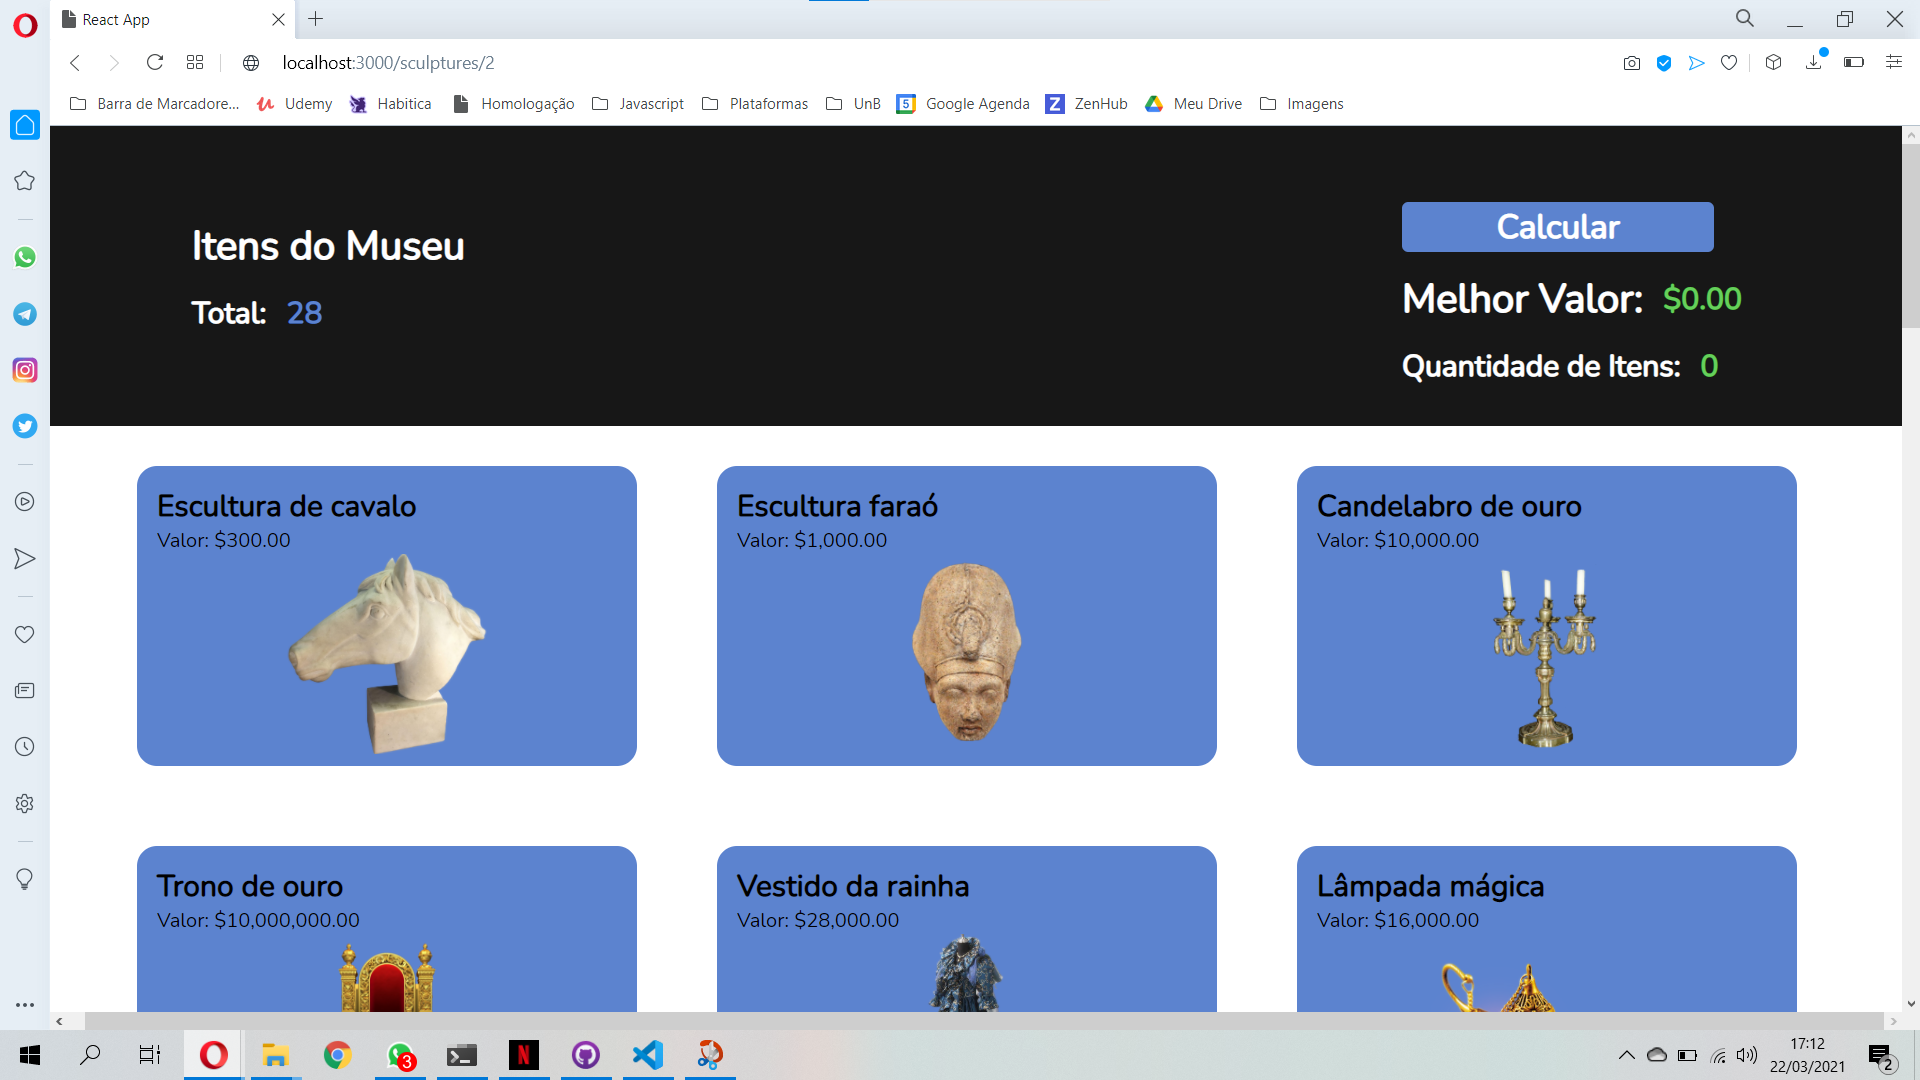 React App
localhost:3000/sculptures/2
Barra de Marcadore... Udemy Habitica Homologação Javascript Plataformas UnB 5 Google Agenda Z ZenHub Meu Drive Imagens
Itens do Museu
Total: 28
Calcular
Melhor Valor: $0.00
Quantidade de Itens: 0
Escultura de cavalo
Valor: $300.00
Escultura faraó
Valor: $1,000.00
Candelabro de ouro
Valor: $10,000.00
Trono de ouro
Valor: $10,000,000.00
Vestido da rainha
Valor: $28,000.00
Lâmpada mágica
Valor: $16,000.00
3
N
17:12
22/03/2021
2